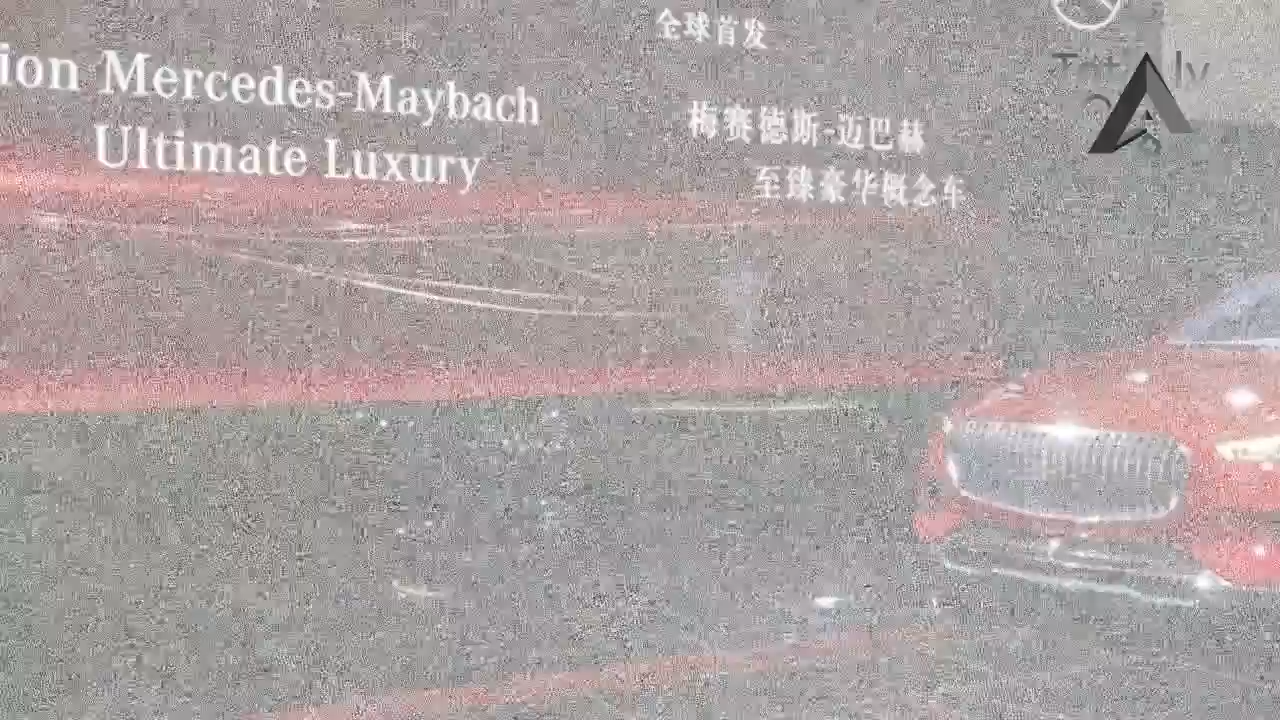 ion Mercedes-Maybach
Ultimate Luxury
全球首发
梅赛德斯-迈巴赫
至臻豪华概念车